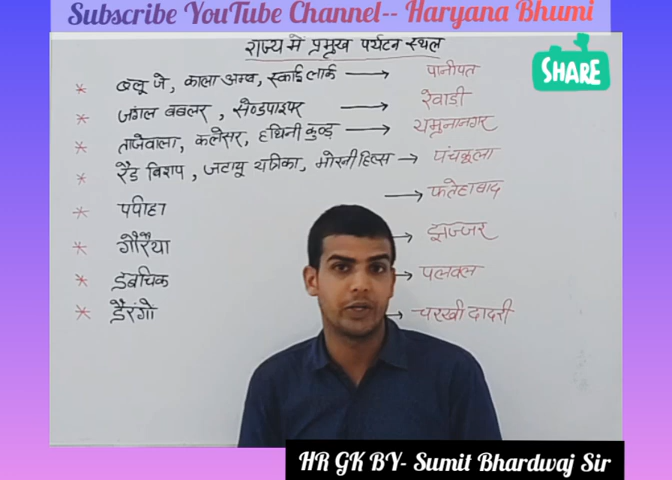 Subscribe YouTube Channel-- Haryana Bhumi
राज्य में प्रमुख पर्यटन स्थल
SHARE
* ब्लू जे, काला अम्ब, स्काई लार्क → पानीपत
* जंगल बबलर, सैण्डपाइपर → रेवाडी
* ताजेवाला, कलेसर, हथिनी कुण्ड → यमुनानगर
* रैड बिशप, जटायु यात्रिका, मोरनी हिल्स → पंचकूला
* पपीहा → फतेहाबाद
* गौरैया → झज्जर
* डबचिक → पलवल
* डैरंगो → चरखी दादरी
HR GK BY- Sumit Bhardwaj Sir